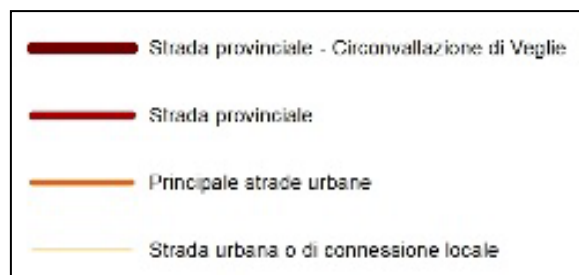 Strada provinciale - Circonvallazione di Veglie
Strada provinciale
Principale strade urbane
Strada urbana o di connessione locale